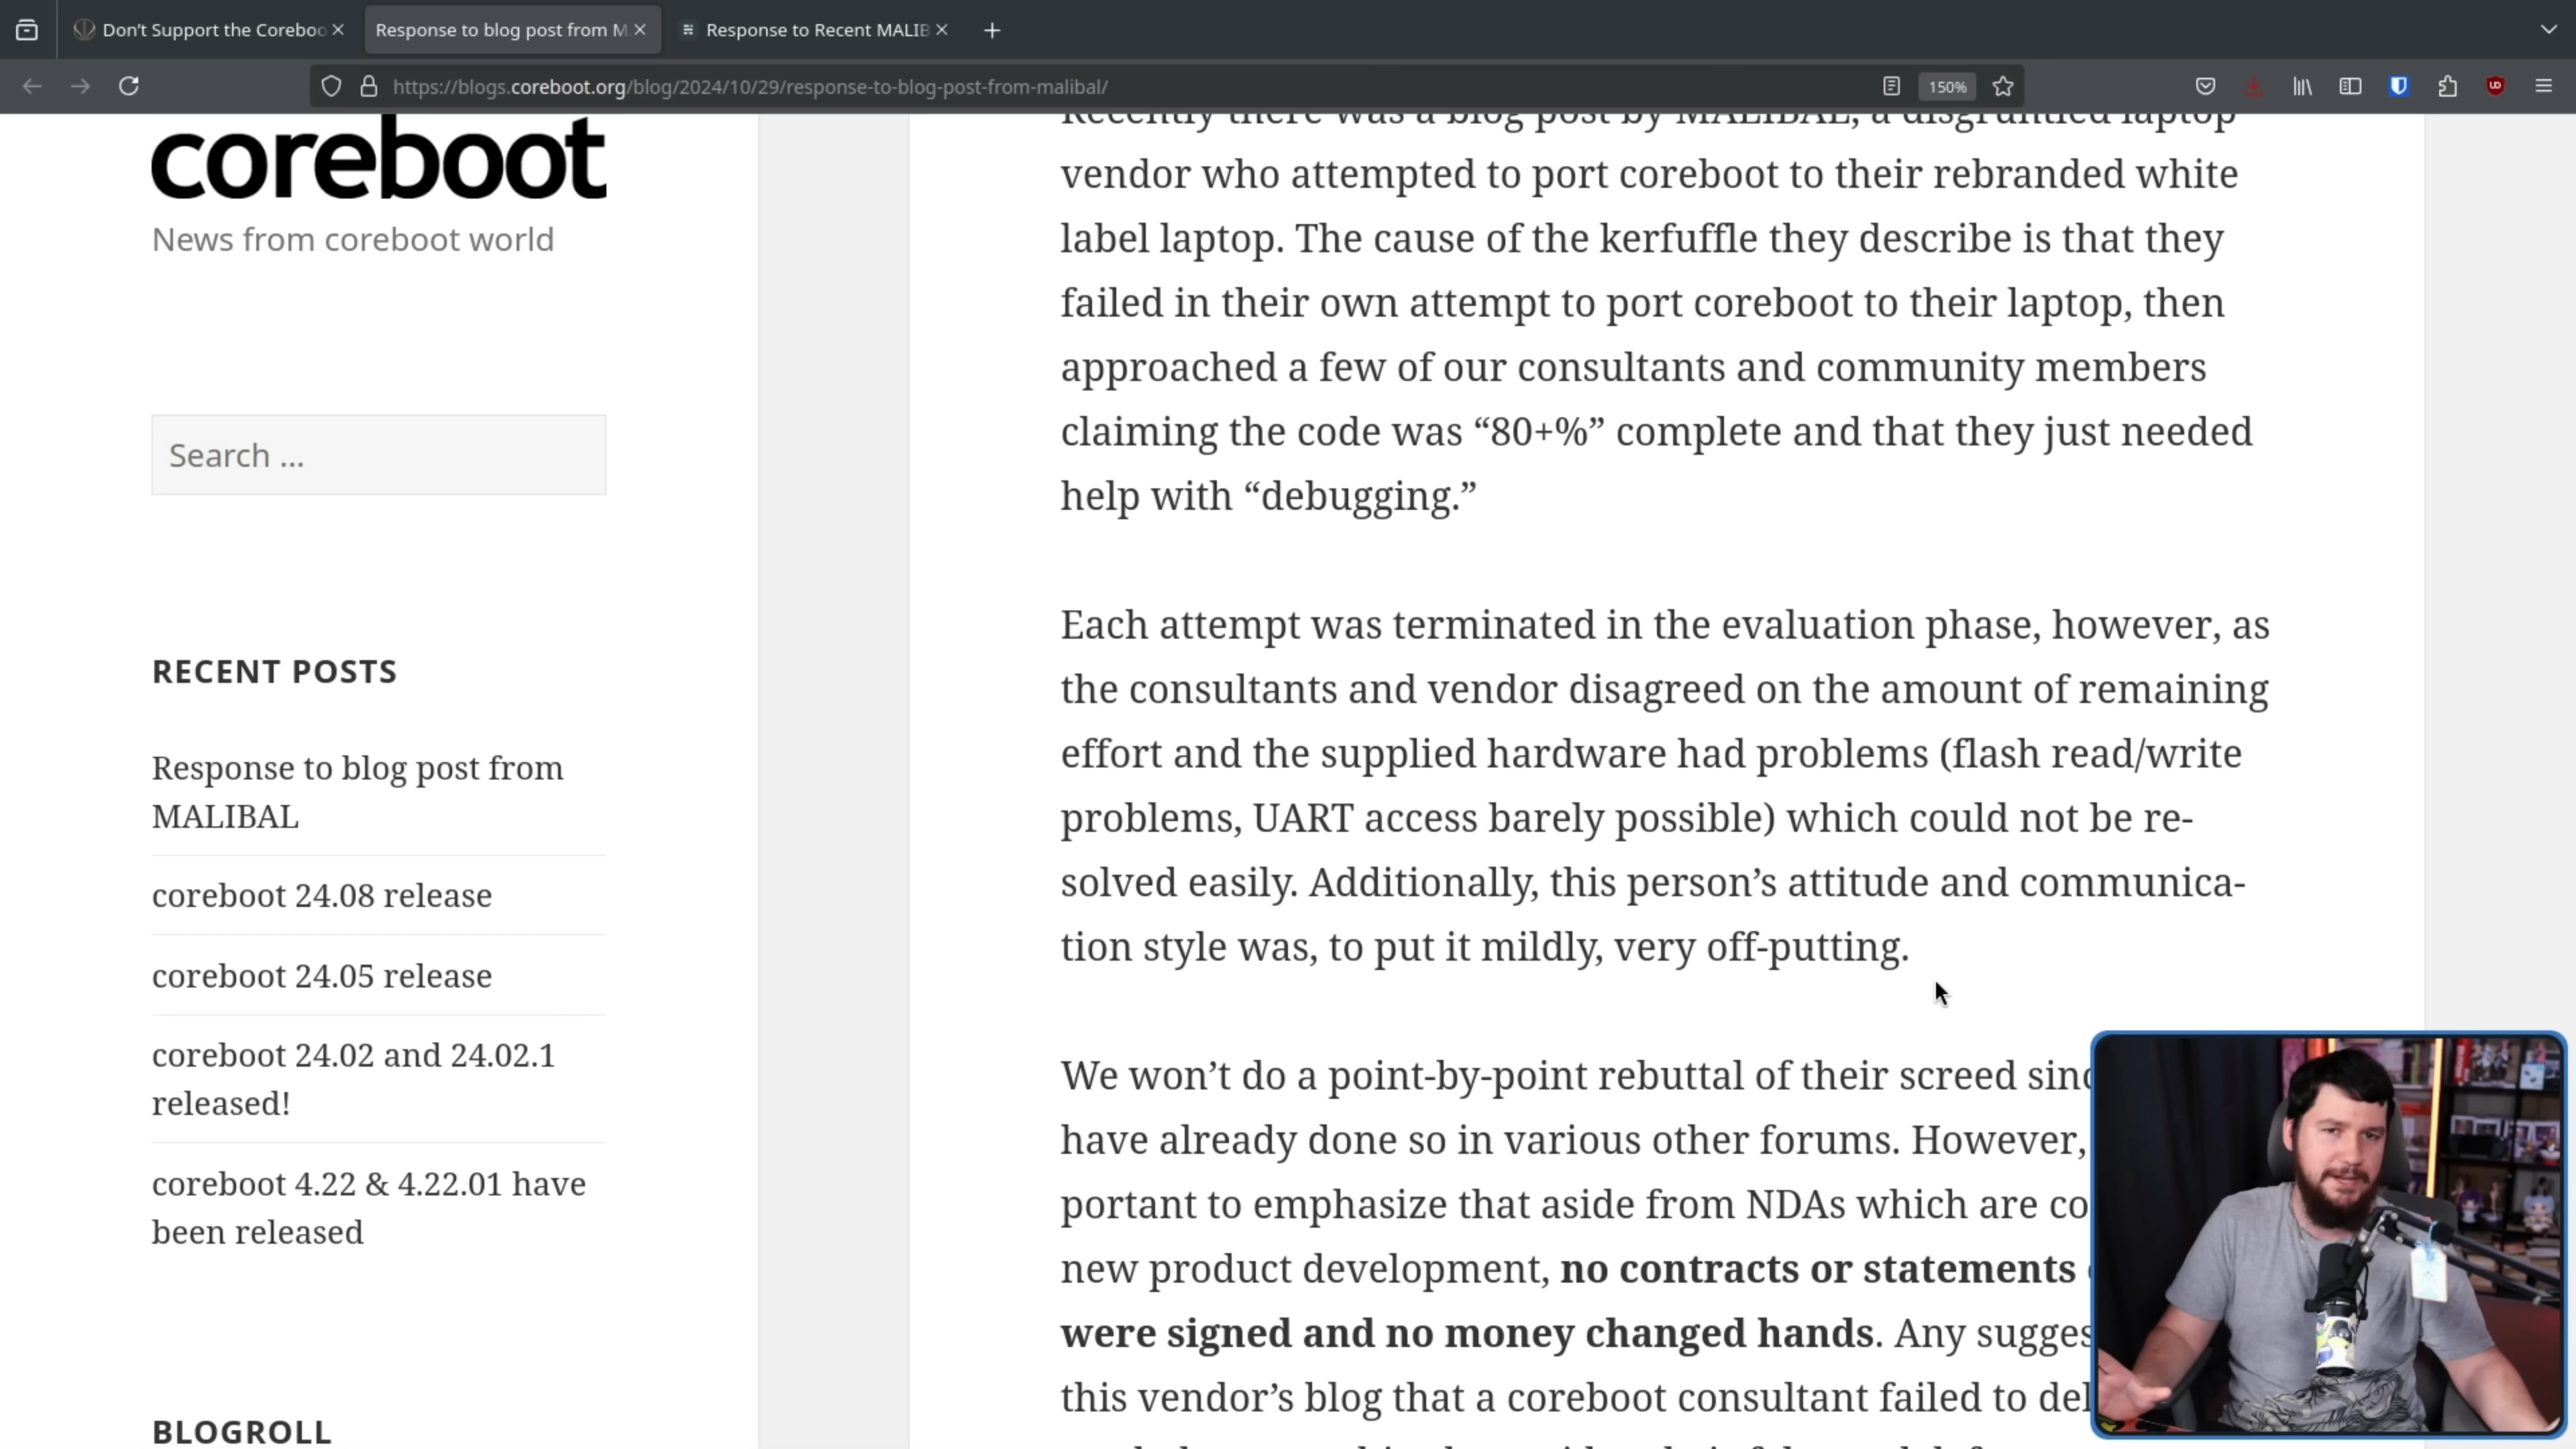 Don't Support the Coreboo
Response to blog post from M
Response to Recent MALIB
https://blogs.coreboot.org/blog/2024/10/29/response-to-blog-post-from-malibal/
150%
coreboot
News from coreboot world
Search ...
RECENT POSTS
Response to blog post from
MALIBAL
coreboot 24.08 release
coreboot 24.05 release
coreboot 24.02 and 24.02.1
released!
coreboot 4.22 & 4.22.01 have
been released
BLOGROLL
Recently there was a blog post by MALIBAL, a disgruntled laptop
vendor who attempted to port coreboot to their rebranded white
label laptop. The cause of the kerfuffle they describe is that they
failed in their own attempt to port coreboot to their laptop, then
approached a few of our consultants and community members
claiming the code was “80+%” complete and that they just needed
help with “debugging.”
Each attempt was terminated in the evaluation phase, however, as
the consultants and vendor disagreed on the amount of remaining
effort and the supplied hardware had problems (flash read/write
problems, UART access barely possible) which could not be re-
solved easily. Additionally, this person’s attitude and communica-
tion style was, to put it mildly, very off-putting.
We won’t do a point-by-point rebuttal of their screed sinc
have already done so in various other forums. However,
portant to emphasize that aside from NDAs which are co
new product development, no contracts or statements
were signed and no money changed hands. Any sugges
this vendor’s blog that a coreboot consultant failed to del